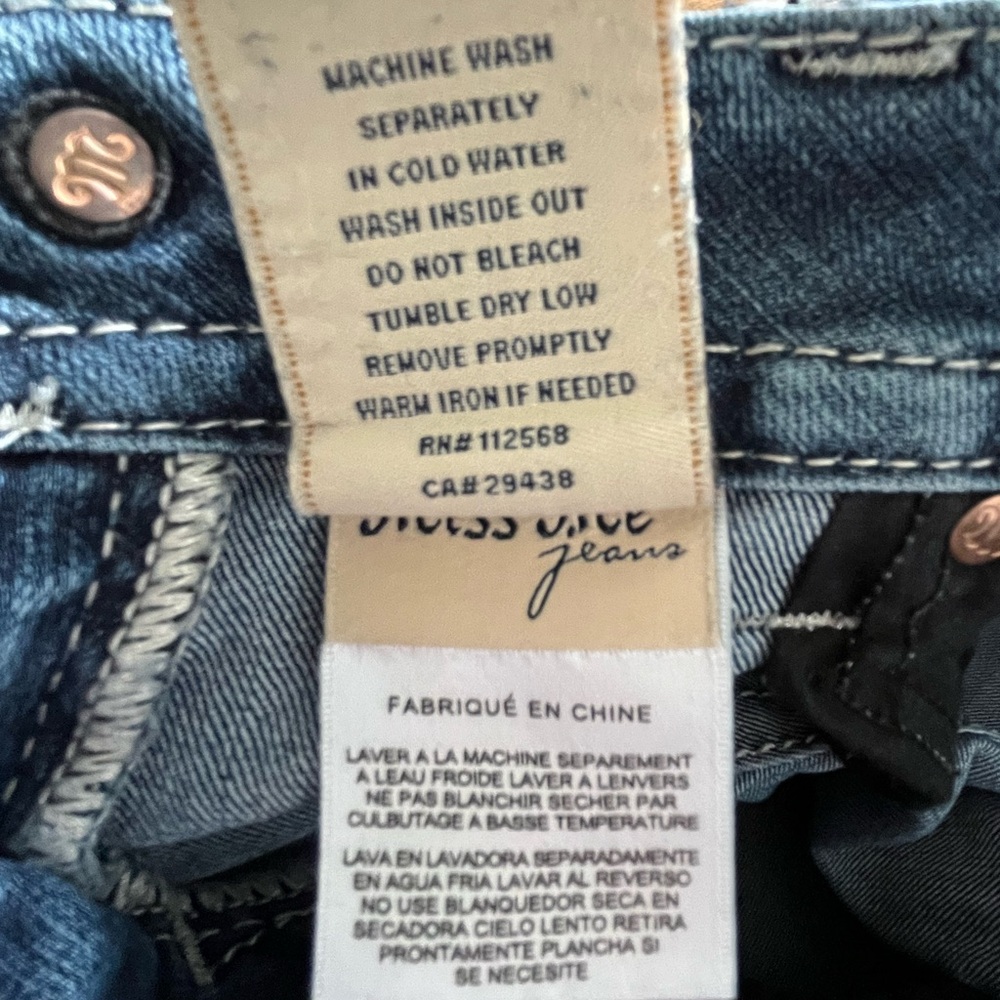 MACHINE WASH
SEPARATELY
IN COLD WATER
WASH INSIDE OUT
DO NOT BLEACH
TUMBLE DRY LOW
REMOVE PROMPTLY
WARM IRON IF NEEDED
RN# 112568
CA# 29438
jeans
FABRIQUÉ EN CHINE
LAVER A LA MACHINE SEPAREMENT
A LEAU FROIDE LAVER A LENVERS
NE PAS BLANCHIR SECHER PAR
CULBUTAGE A BASSE TEMPERATURE
LAVA EN LAVADORA SEPARADAMENTE
EN AGUA FRIA LAVAR AL REVERSO
NO USE BLANQUEDOR SECA EN
SECADORA CIELO LENTO RETIRA
PRONTAMENTE PLANCHA SI
SE NECESITE